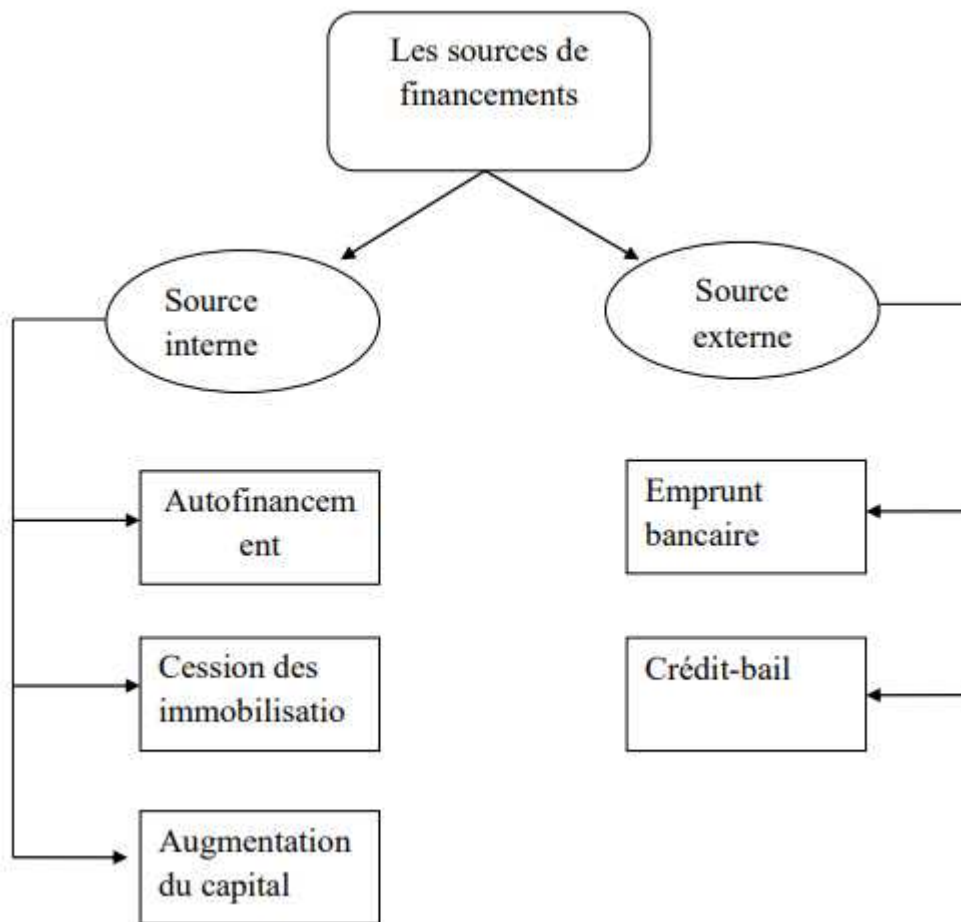 Les sources de
financements
Source
interne
Source
externe
Autofinancem
ent
Cession des
immobilisatio
Augmentation
du capital
Emprunt
bancaire
Crédit-bail